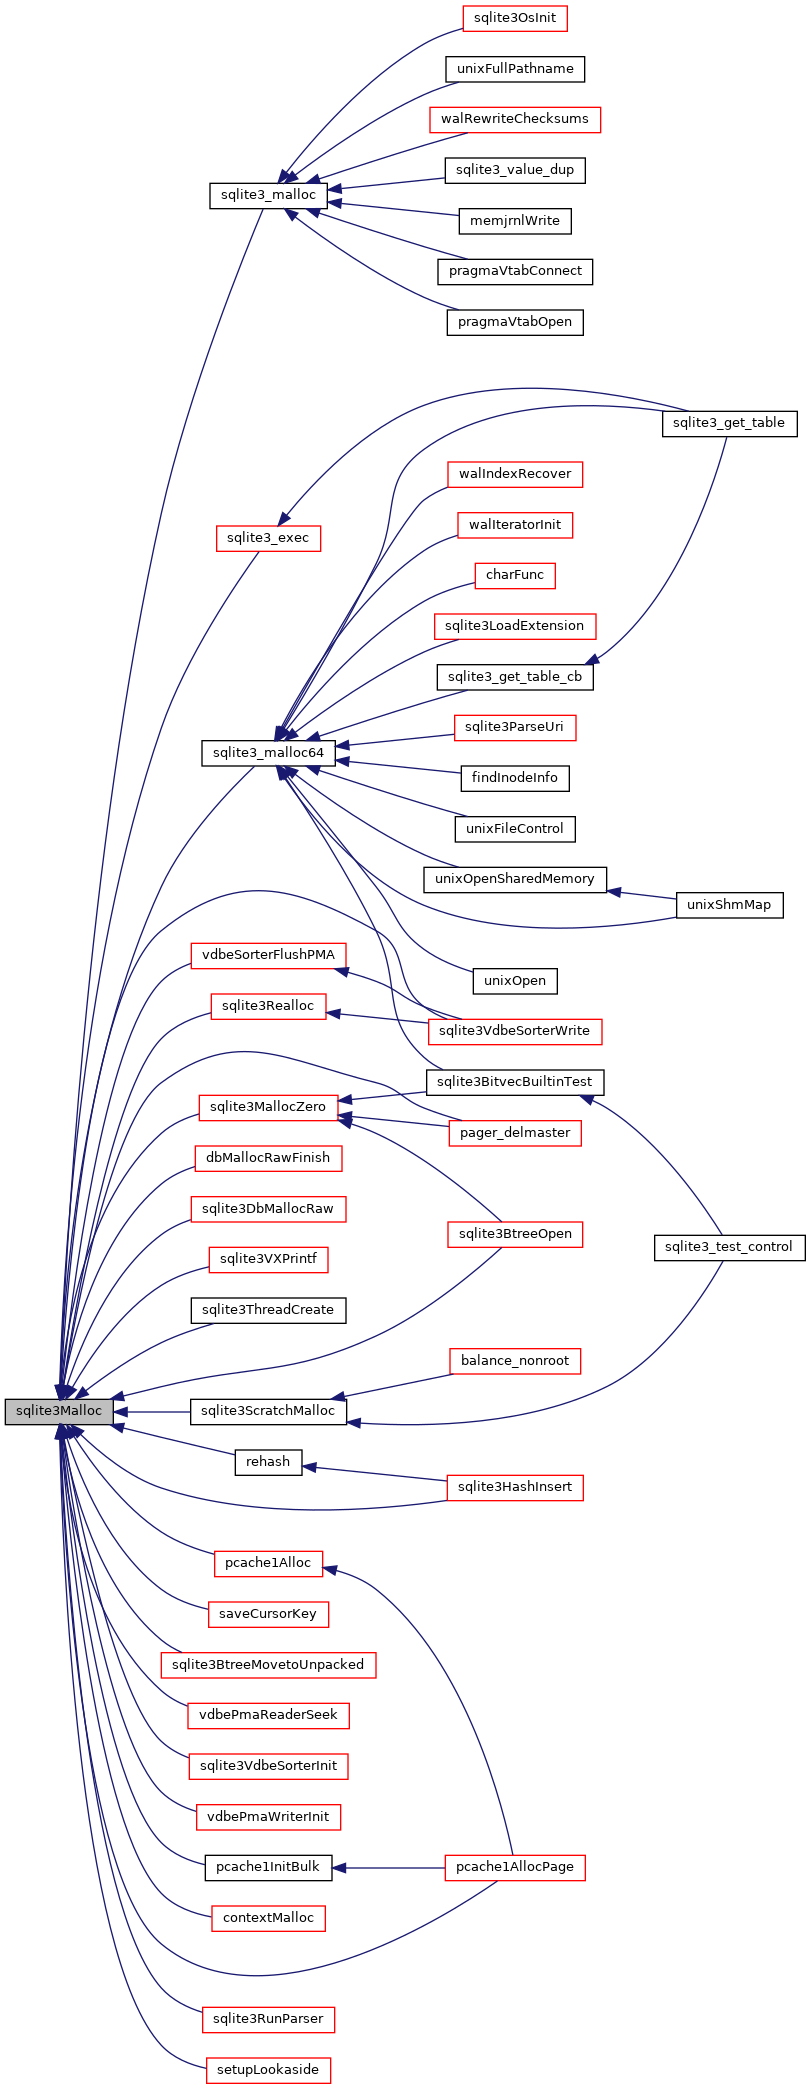 sqlite3OsInit
unixFullPathname
walRewriteChecksums
sqlite3_value_dup
sqlite3_malloc
memjrnlWrite
pragmaVtabConnect
pragmaVtabOpen
sqlite3_get_table
walIndexRecover
walIteratorInit
sqlite3_exec
charFunc
sqlite3LoadExtension
sqlite3_get_table_cb
sqlite3ParseUri
sqlite3_malloc64
findInodeInfo
unixFileControl
unixOpenSharedMemory
unixShmMap
vdbeSorterFlushPMA
unixOpen
sqlite3Realloc
sqlite3VdbeSorterWrite
sqlite3BitvecBuiltinTest
sqlite3MallocZero
pager_delmaster
dbMallocRawFinish
sqlite3DbMallocRaw
sqlite3BtreeOpen
sqlite3_test_control
sqlite3VXPrintf
sqlite3ThreadCreate
balance_nonroot
sqlite3Malloc
sqlite3ScratchMalloc
rehash
sqlite3HashInsert
pcache1Alloc
saveCursorKey
sqlite3BtreeMovetoUnpacked
vdbePmaReaderSeek
sqlite3VdbeSorterInit
vdbePmaWriterInit
pcache1InitBulk
pcache1AllocPage
contextMalloc
sqlite3RunParser
setupLookaside